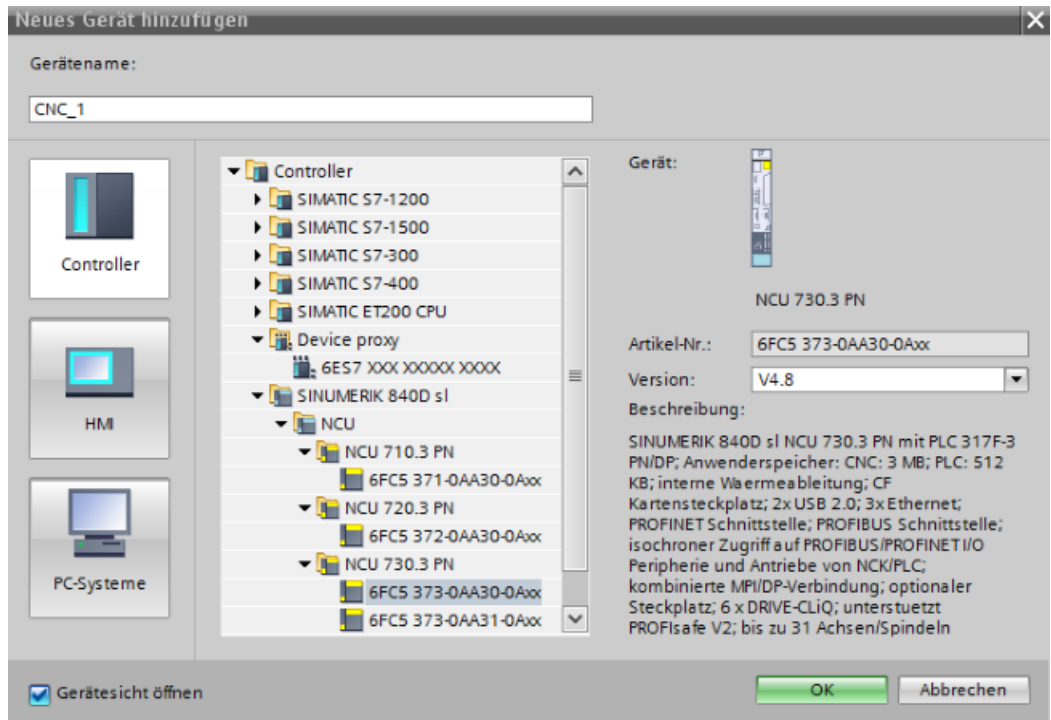 Neues Gerät hinzufügen
Gerätename:
CNC_1
Controller
HMI
PC-Systeme
Controller
SIMATIC S7-1200
SIMATIC S7-1500
SIMATIC S7-300
SIMATIC S7-400
SIMATIC ET200 CPU
Device proxy
6ES7 XXX XXXXX XXXX
SINUMERIK 840D sl
NCU
NCU 710.3 PN
6FC5 371-0AA30-0Axx
NCU 720.3 PN
6FC5 372-0AA30-0Axx
NCU 730.3 PN
6FC5 373-0AA30-0Axx
6FC5 373-0AA31-0Axx
Gerät:
NCU 730.3 PN
Artikel-Nr.: 6FC5 373-0AA30-0Axx
Version: V4.8
Beschreibung:
SINUMERIK 840D sl NCU 730.3 PN mit PLC 317F-3
PN/DP; Anwenderspeicher: CNC: 3 MB; PLC: 512
KB; interne Waermeableitung; CF
Kartensteckplatz; 2x USB 2.0; 3x Ethernet;
PROFINET Schnittstelle; PROFIBUS Schnittstelle;
isochroner Zugriff auf PROFIBUS/PROFINET I/O
Peripherie und Antriebe von NCK/PLC;
kombinierte MPI/DP-Verbindung; optionaler
Steckplatz; 6 x DRIVE-CLiQ; unterstuetzt
PROFIsafe V2; bis zu 31 Achsen/Spindeln
Gerätesicht öffnen
OK
Abbrechen